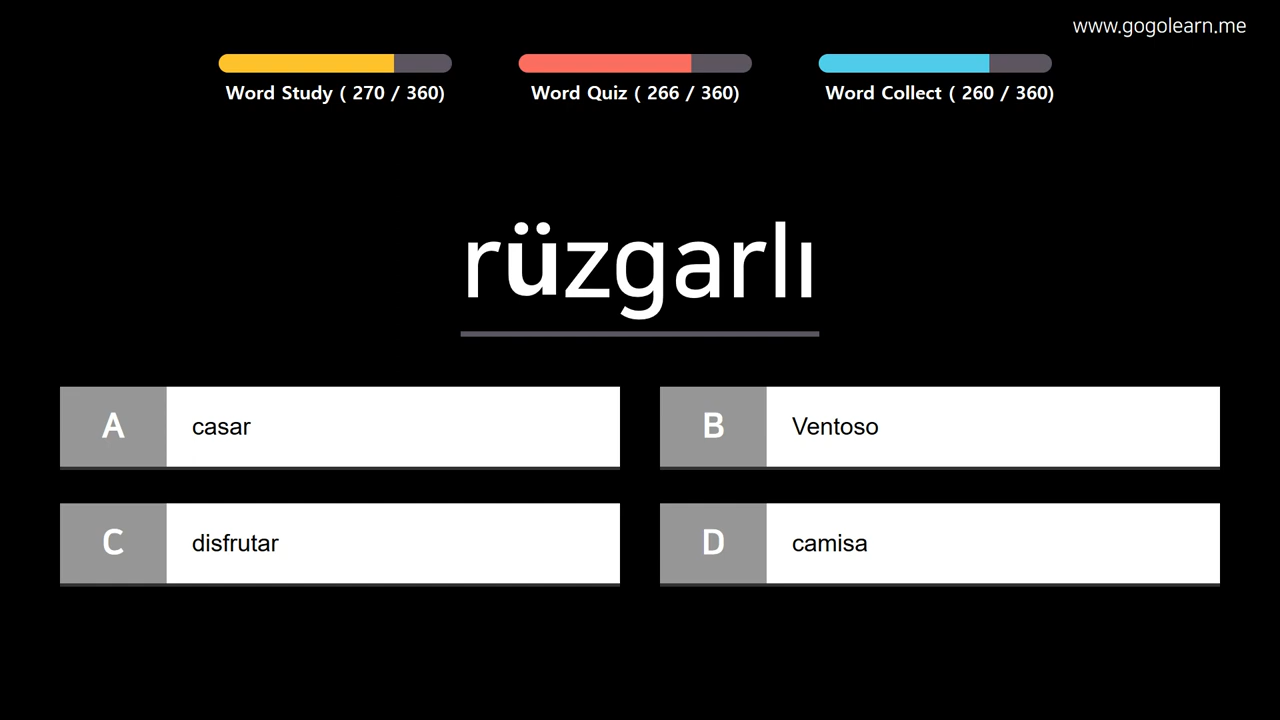 www.gogolearn.me
Word Study ( 270 / 360)
Word Quiz ( 266 / 360)
Word Collect ( 260 / 360)
rüzgarlı
A casar
B Ventoso
C disfrutar
D camisa